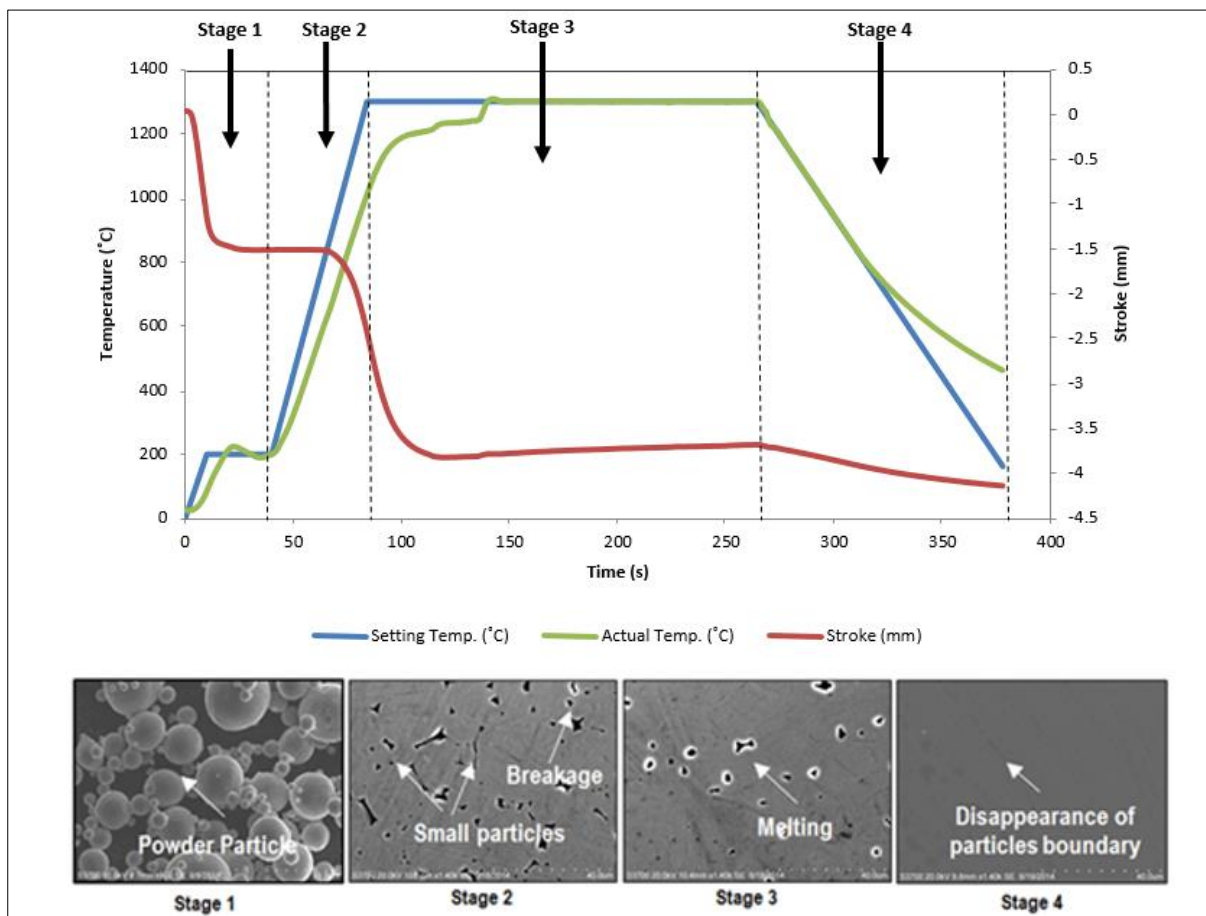 Stage 1
Stage 2
Stage 3
Stage 4
1400
1200
1000
800
600
400
200
0
Temperature (˚C)
0.5
0
-0.5
-1
-1.5
-2
-2.5
-3
-3.5
-4
-4.5
Stroke (mm)
0 50 100 150 200 250 300 350 400
Time (s)
Setting Temp. (˚C) Actual Temp. (˚C) Stroke (mm)
Powder Particle
Breakage
Small particles
Melting
Disappearance of
particles boundary
Stage 1
Stage 2
Stage 3
Stage 4